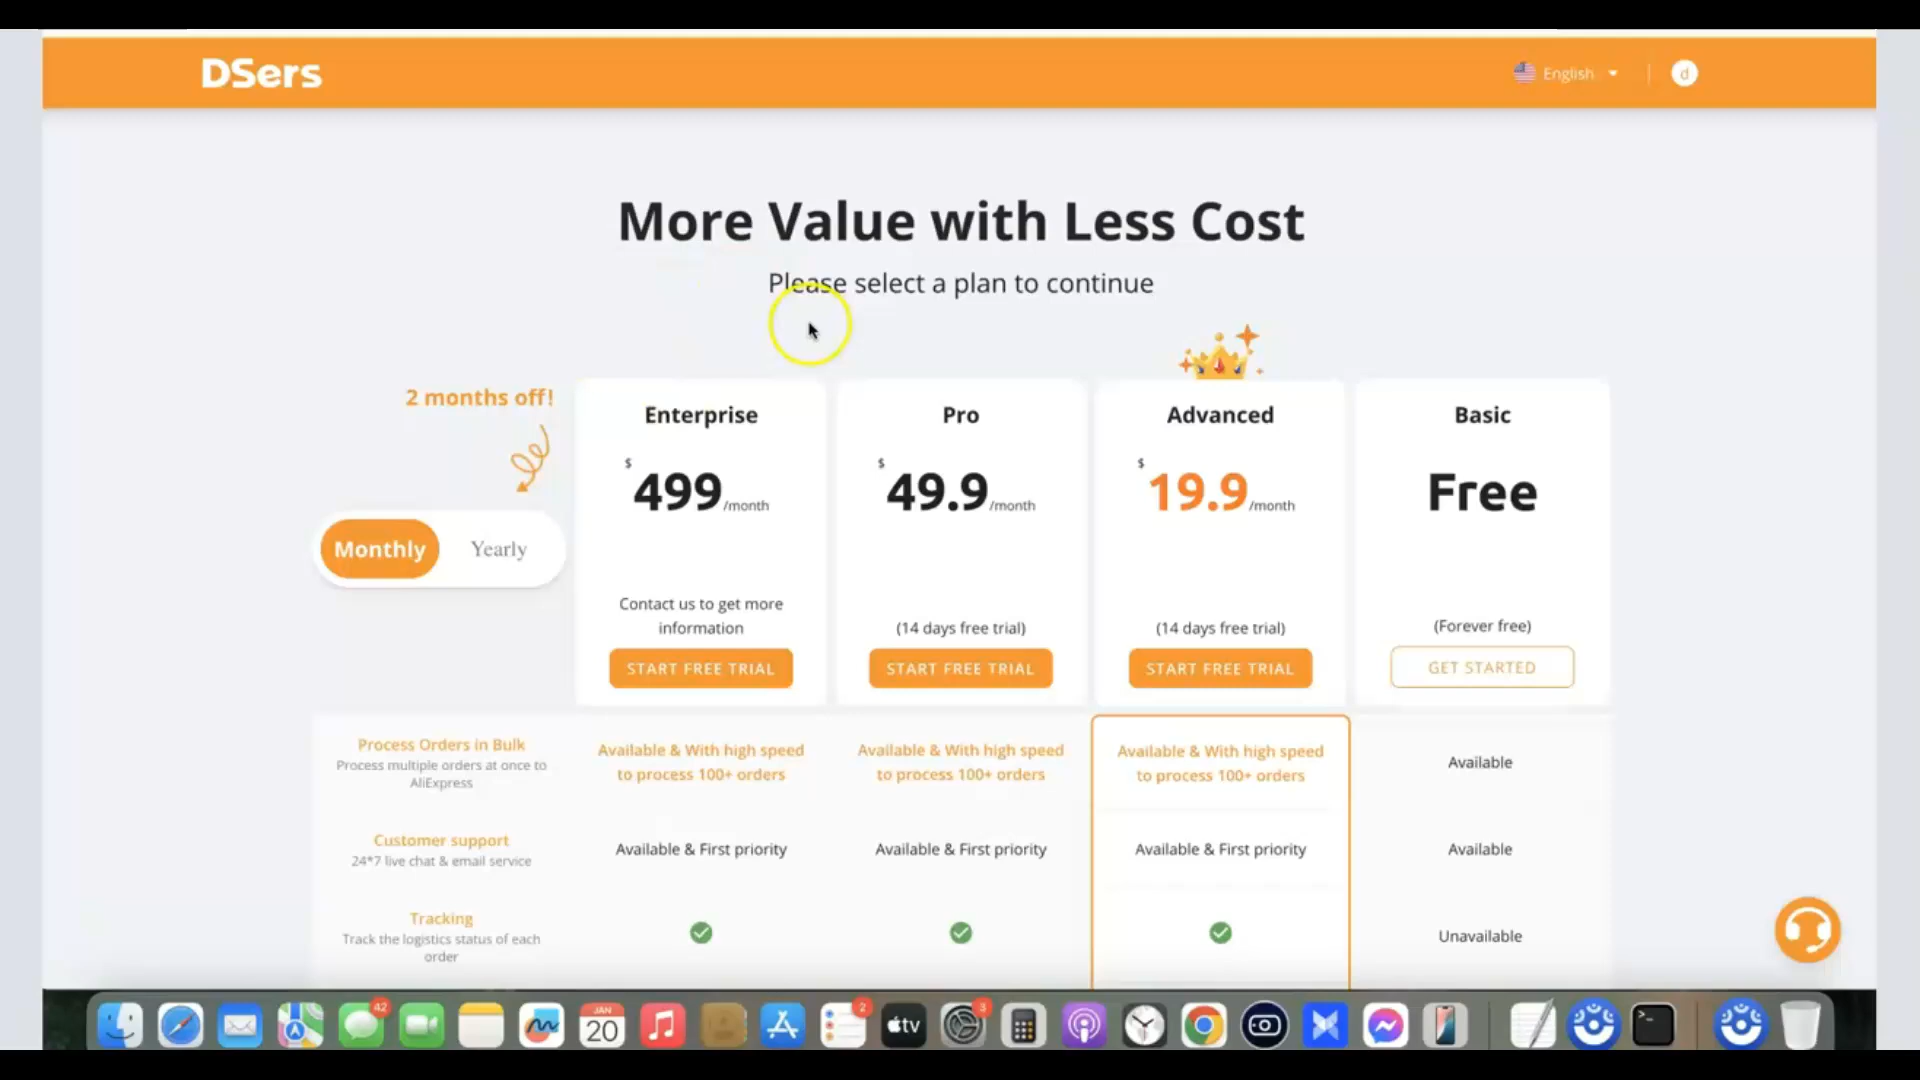 DSers
English
d
More Value with Less Cost
Please select a plan to continue
2 months off!
Monthly
Yearly
Enterprise
$
499 /month
Contact us to get more
information
START FREE TRIAL
Pro
$
49.9 /month
(14 days free trial)
START FREE TRIAL
Advanced
$
19.9 /month
(14 days free trial)
START FREE TRIAL
Basic
Free
(Forever free)
GET STARTED
Process Orders in Bulk
Process multiple orders at once to
AliExpress
Available & With high speed
to process 100+ orders
Available & With high speed
to process 100+ orders
Available & With high speed
to process 100+ orders
Available
Customer support
24*7 live chat & email service
Available & First priority
Available & First priority
Available & First priority
Available
Tracking
Track the logistics status of each
order
Unavailable
42
JAN
20
2
tv
3
>_